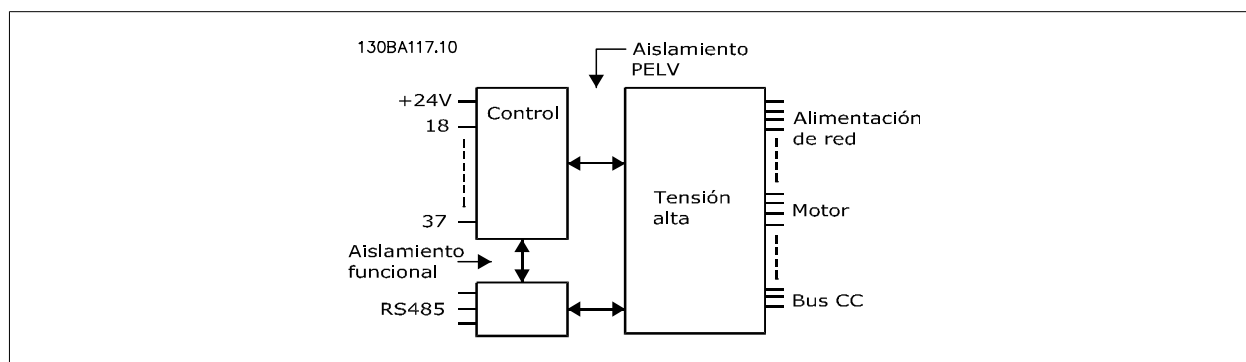 130BA117.10
Aislamiento
PELV
+24V
Control
18
37
Tensión
alta
Alimentación
de red
Motor
Aislamiento
funcional
RS485
Bus CC